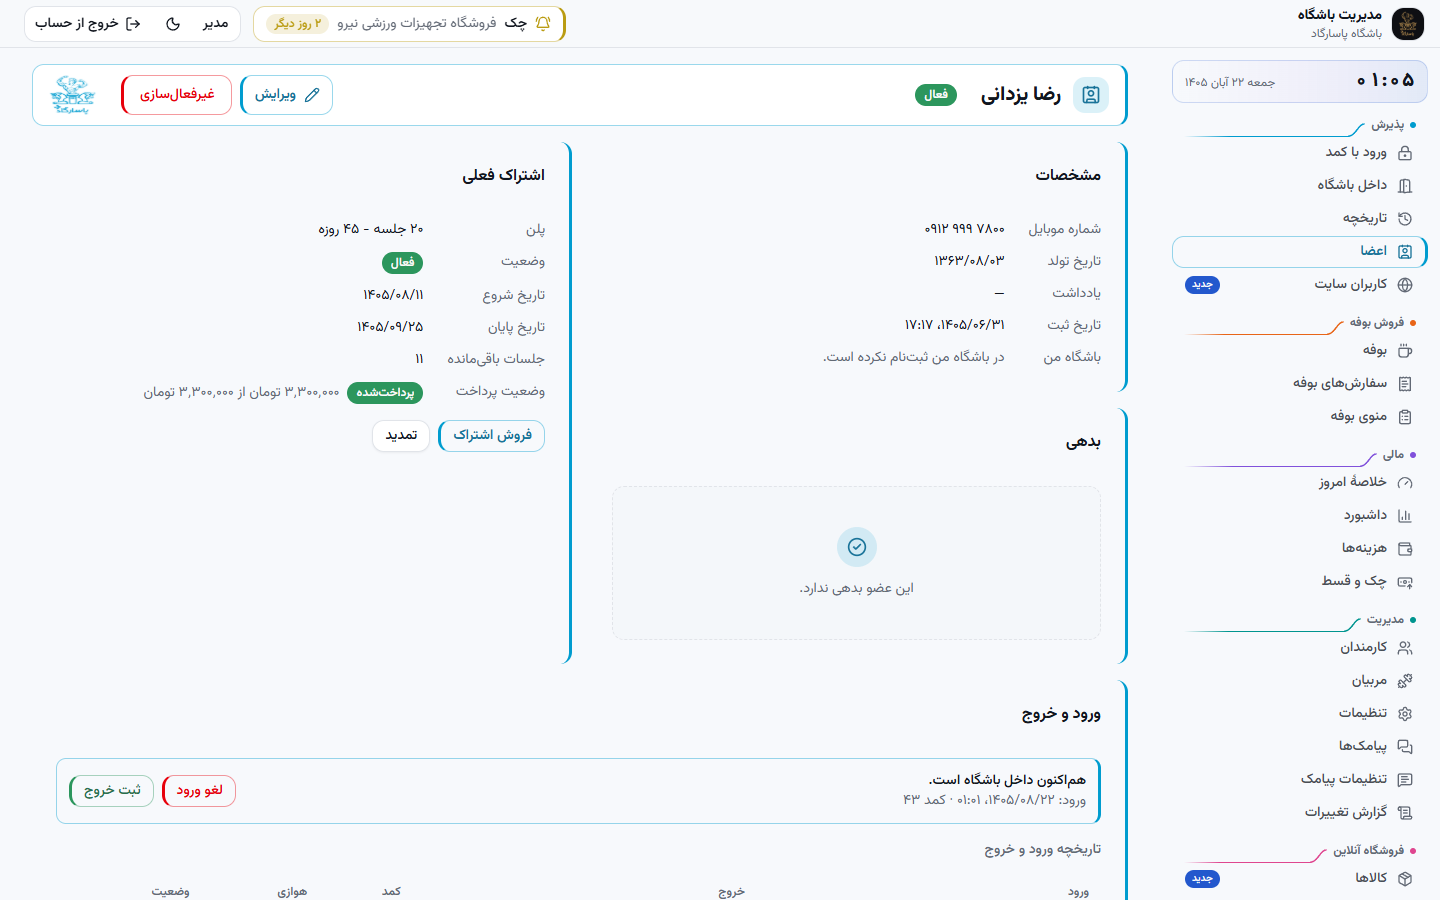 مدیریت باشگاه
باشگاه پاسارگاد
چک فروشگاه تجهیزات ورزشی نیرو ۲ روز دیگر
مدیر
خروج از حساب
۰۱:۰۵
جمعه ۲۲ آبان ۱۴۰۵
پذیرش
ورود با کمد
داخل باشگاه
تاریخچه
اعضا
کاربران سایت جدید
فروش بوفه
بوفه
سفارش‌های بوفه
منوی بوفه
مالی
خلاصهٔ امروز
داشبورد
هزینه‌ها
چک و قسط
مدیریت
کارمندان
مربیان
تنظیمات
پیامک‌ها
تنظیمات پیامک
گزارش تغییرات
فروشگاه آنلاین
کالاها جدید
رضا یزدانی فعال
ویرایش
غیرفعال‌سازی
پاسارگاد
مشخصات
شماره موبایل ۰۹۱۲ ۹۹۹ ۷۸۰۰
تاریخ تولد ۱۳۶۳/۰۸/۰۳
یادداشت —
تاریخ ثبت ۱۴۰۵/۰۶/۳۱، ۱۷:۱۷
باشگاه من در باشگاه من ثبت‌نام نکرده است.
اشتراک فعلی
پلن ۲۰ جلسه - ۴۵ روزه
وضعیت فعال
تاریخ شروع ۱۴۰۵/۰۸/۱۱
تاریخ پایان ۱۴۰۵/۰۹/۲۵
جلسات باقی‌مانده ۱۱
وضعیت پرداخت پرداخت‌شده ۳,۳۰۰,۰۰۰ تومان از ۳,۳۰۰,۰۰۰ تومان
فروش اشتراک
تمدید
بدهی
این عضو بدهی ندارد.
ورود و خروج
هم‌اکنون داخل باشگاه است.
ورود: ۱۴۰۵/۰۸/۲۲، ۰۱:۰۱ · کمد ۴۳
لغو ورود
ثبت خروج
تاریخچه ورود و خروج
ورود خروج کمد هوازی وضعیت